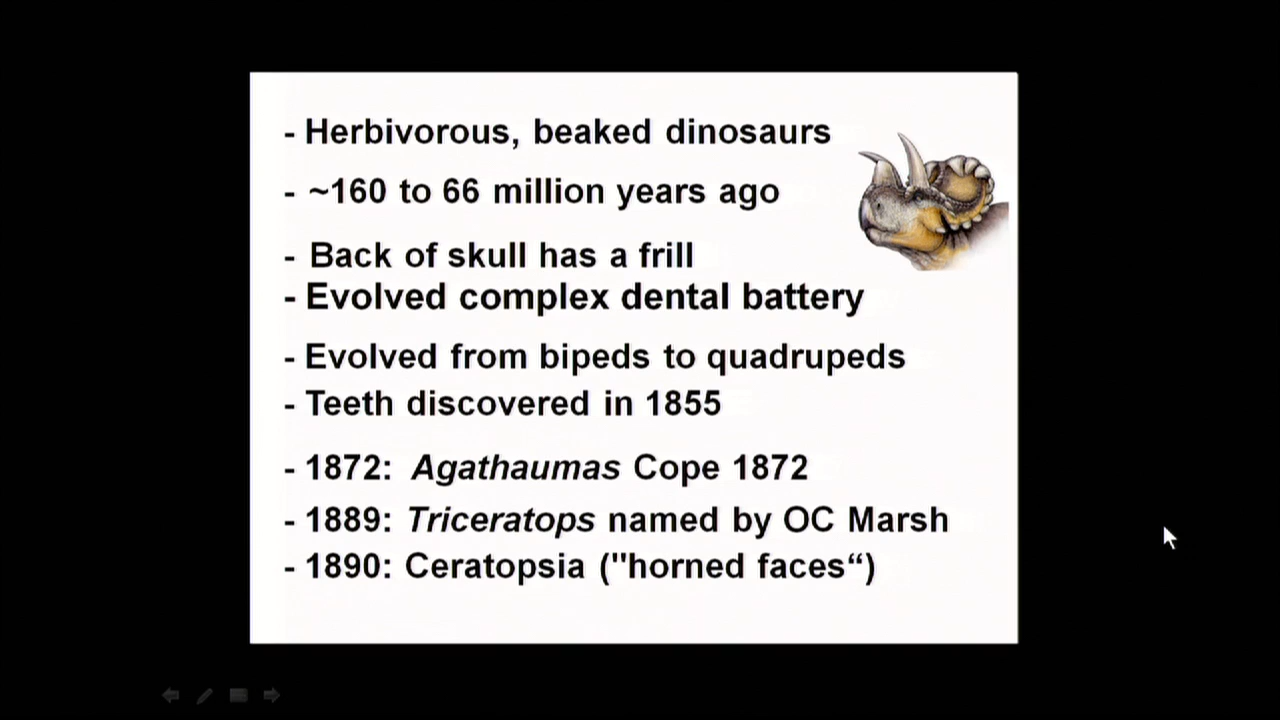 - Herbivorous, beaked dinosaurs
- ~160 to 66 million years ago
- Back of skull has a frill
- Evolved complex dental battery
- Evolved from bipeds to quadrupeds
- Teeth discovered in 1855
- 1872: Agathaumas Cope 1872
- 1889: Triceratops named by OC Marsh
- 1890: Ceratopsia ("horned faces“)